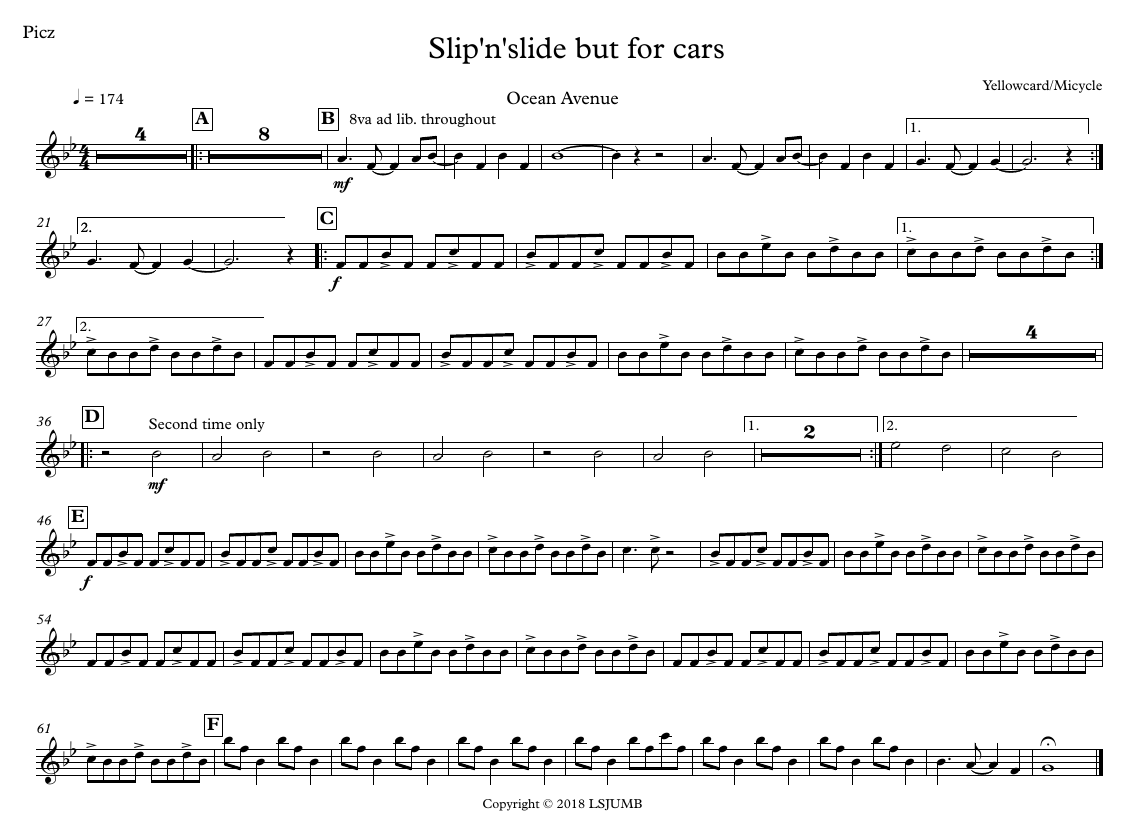 Picz
Slip'n'slide but for cars
Yellowcard/Micycle
♩ = 174
Ocean Avenue
A B 8va ad lib. throughout
4 8 1.
mf
21 2. C 1.
f
27 2. 4
36 D Second time only 1. 2 2.
mf
46 E
f
54
61 F
Copyright © 2018 LSJUMB